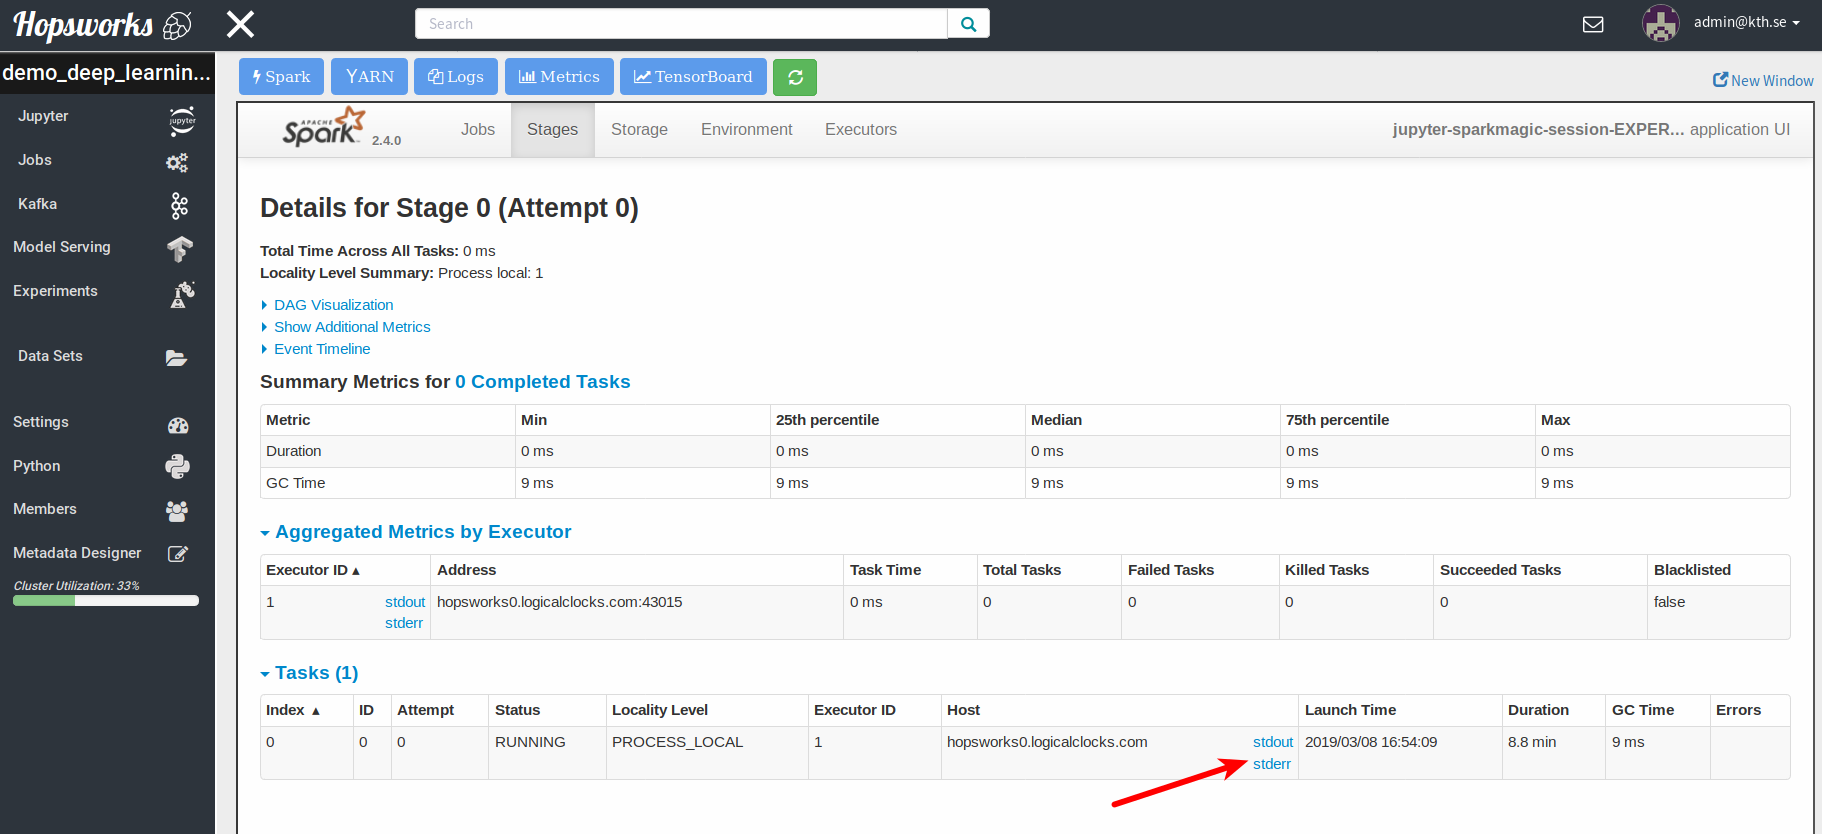 Hopsworks
Search
admin@kth.se
demo_deep_learnin...
Spark
YARN
Logs
Metrics
TensorBoard
New Window
Jupyter
jupyter
Jobs
Kafka
Model Serving
Experiments
Data Sets
Settings
Python
Members
Metadata Designer
Cluster Utilization: 33%
APACHE
Spark 2.4.0
Jobs
Stages
Storage
Environment
Executors
jupyter-sparkmagic-session-EXPER... application UI
Details for Stage 0 (Attempt 0)
Total Time Across All Tasks: 0 ms
Locality Level Summary: Process local: 1
DAG Visualization
Show Additional Metrics
Event Timeline
Summary Metrics for 0 Completed Tasks
Metric Min 25th percentile Median 75th percentile Max
Duration 0 ms 0 ms 0 ms 0 ms 0 ms
GC Time 9 ms 9 ms 9 ms 9 ms 9 ms
Aggregated Metrics by Executor
Executor ID ▲ Address Task Time Total Tasks Failed Tasks Killed Tasks Succeeded Tasks Blacklisted
1 stdout hopsworks0.logicalclocks.com:43015 0 ms 0 0 0 0 false
stderr
Tasks (1)
Index ▲ ID Attempt Status Locality Level Executor ID Host Launch Time Duration GC Time Errors
0 0 0 RUNNING PROCESS_LOCAL 1 hopsworks0.logicalclocks.com stdout 2019/03/08 16:54:09 8.8 min 9 ms
stderr